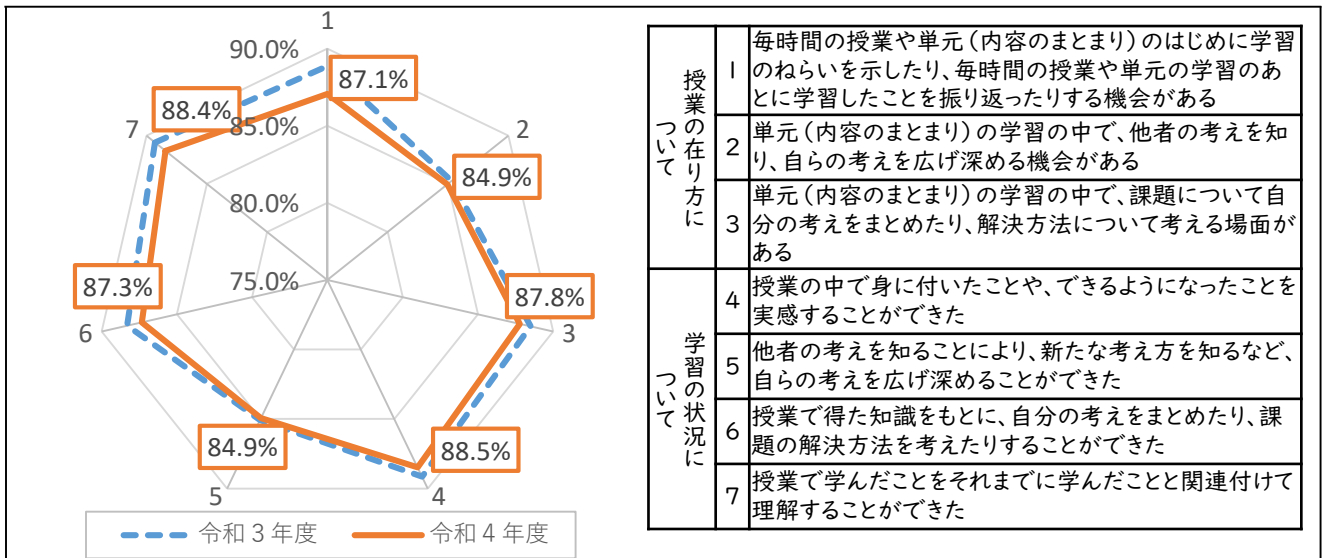 1
90.0%
87.1%
88.4%
85.0%
7
2
84.9%
80.0%
75.0%
87.3%
87.8%
6
3
84.9%
88.5%
5
4
令和3年度
令和4年度
授業の在り方に
ついて
1
毎時間の授業や単元(内容のまとまり)のはじめに学習
のねらいを示したり、毎時間の授業や単元の学習のあ
とに学習したことを振り返ったりする機会がある
2
単元(内容のまとまり)の学習の中で、他者の考えを知
り、自らの考えを広げ深める機会がある
3
単元(内容のまとまり)の学習の中で、課題について自
分の考えをまとめたり、解決方法について考える場面が
ある
学習の状況に
ついて
4
授業の中で身に付いたことや、できるようになったことを
実感することができた
5
他者の考えを知ることにより、新たな考え方を知るなど、
自らの考えを広げ深めることができた
6
授業で得た知識をもとに、自分の考えをまとめたり、課
題の解決方法を考えたりすることができた
7
授業で学んだことをそれまでに学んだことと関連付けて
理解することができた